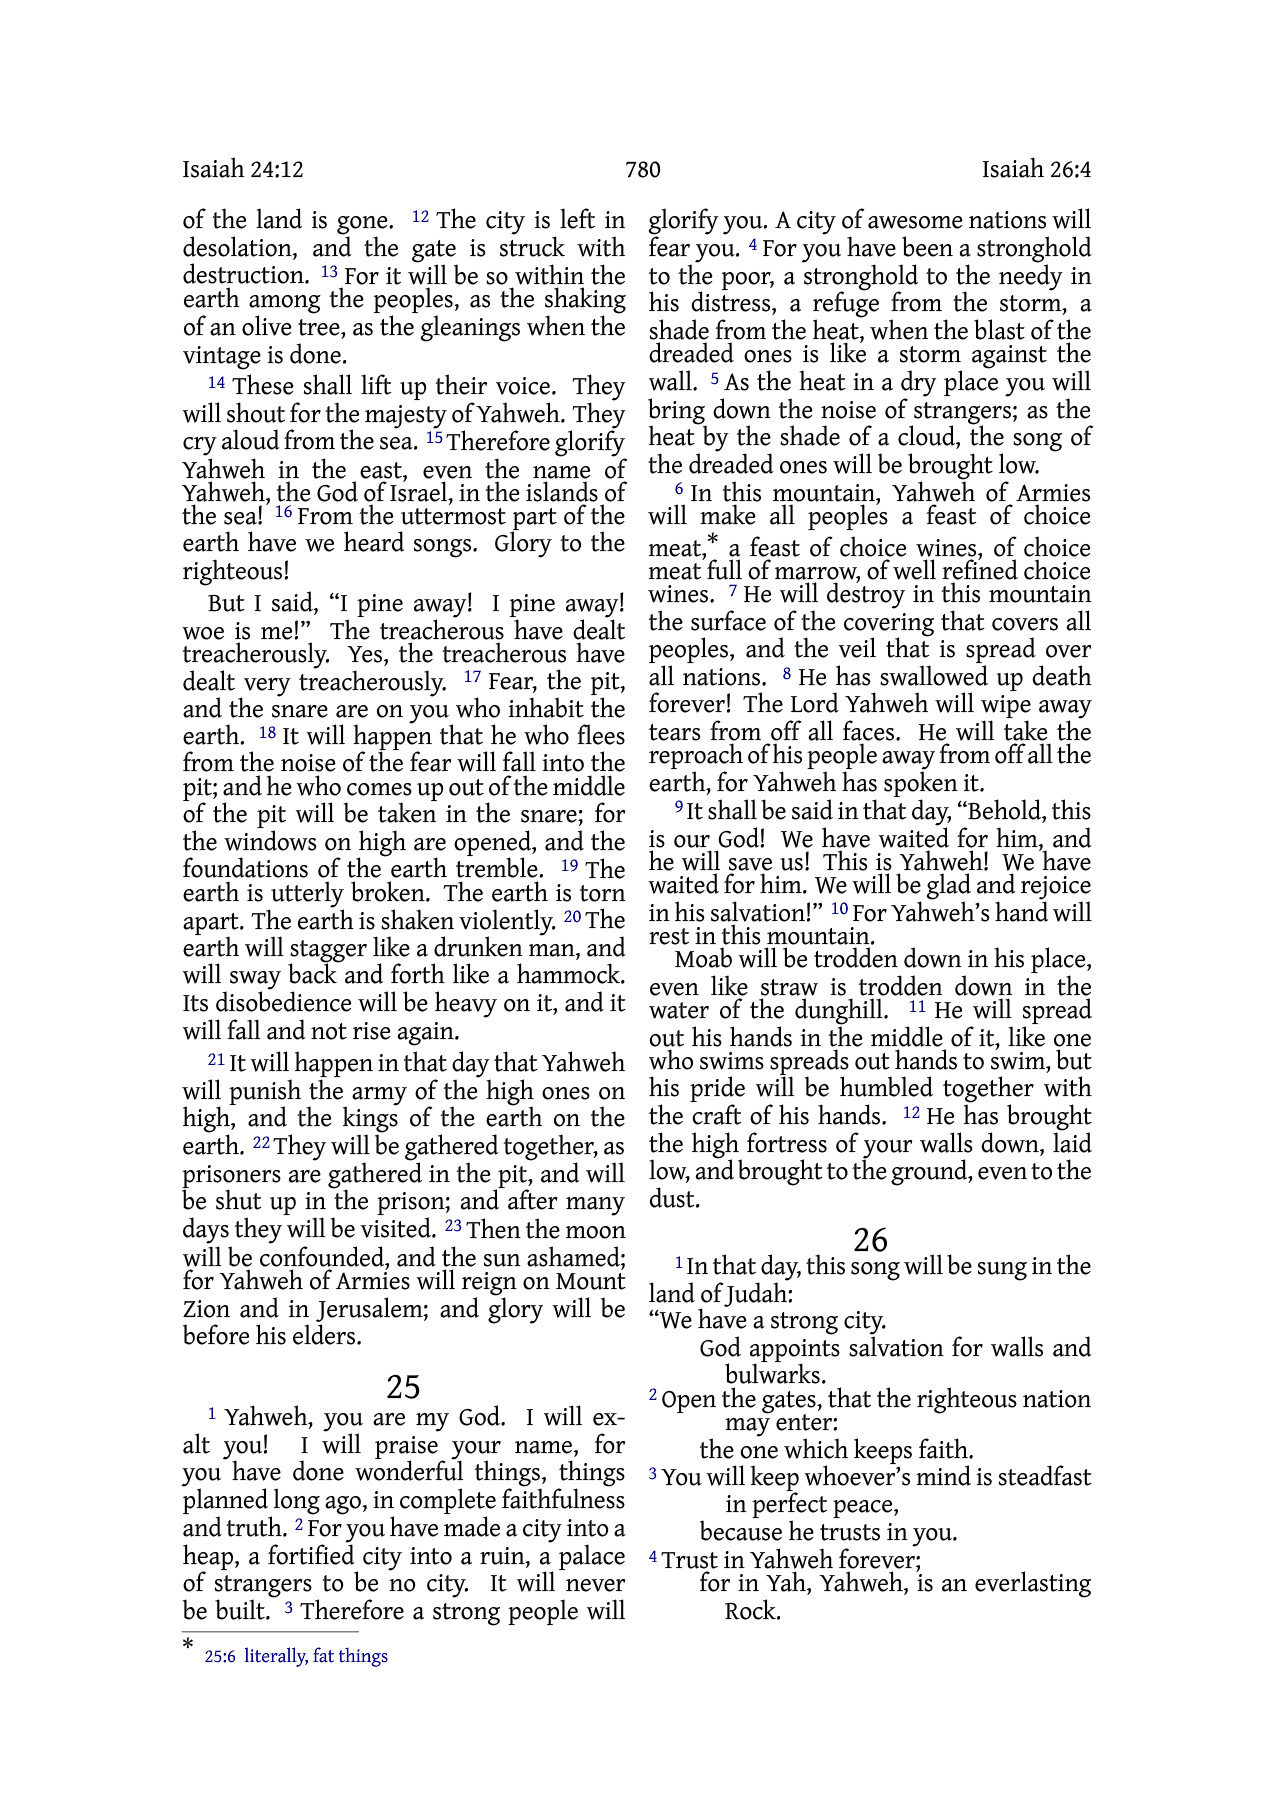 Isaiah 24:12 780 Isaiah 26:4
of the land is gone. 12 The city is left in
desolation, and the gate is struck with
destruction. 13 For it will be so within the
earth among the peoples, as the shaking
of an olive tree, as the gleanings when the
vintage is done.
14 These shall lift up their voice. They
will shout for the majesty of Yahweh. They
cry aloud from the sea. 15 Therefore glorify
Yahweh in the east, even the name of
Yahweh, the God of Israel, in the islands of
the sea! 16 From the uttermost part of the
earth have we heard songs. Glory to the
righteous!
But I said, “I pine away! I pine away!
woe is me!” The treacherous have dealt
treacherously. Yes, the treacherous have
dealt very treacherously. 17 Fear, the pit,
and the snare are on you who inhabit the
earth. 18 It will happen that he who flees
from the noise of the fear will fall into the
pit; and he who comes up out of the middle
of the pit will be taken in the snare; for
the windows on high are opened, and the
foundations of the earth tremble. 19 The
earth is utterly broken. The earth is torn
apart. The earth is shaken violently. 20 The
earth will stagger like a drunken man, and
will sway back and forth like a hammock.
Its disobedience will be heavy on it, and it
will fall and not rise again.
21 It will happen in that day that Yahweh
will punish the army of the high ones on
high, and the kings of the earth on the
earth. 22 They will be gathered together, as
prisoners are gathered in the pit, and will
be shut up in the prison; and after many
days they will be visited. 23 Then the moon
will be confounded, and the sun ashamed;
for Yahweh of Armies will reign on Mount
Zion and in Jerusalem; and glory will be
before his elders.
25
1 Yahweh, you are my God. I will ex-
alt you! I will praise your name, for
you have done wonderful things, things
planned long ago, in complete faithfulness
and truth. 2 For you have made a city into a
heap, a fortified city into a ruin, a palace
of strangers to be no city. It will never
be built. 3 Therefore a strong people will
glorify you. A city of awesome nations will
fear you. 4 For you have been a stronghold
to the poor, a stronghold to the needy in
his distress, a refuge from the storm, a
shade from the heat, when the blast of the
dreaded ones is like a storm against the
wall. 5 As the heat in a dry place you will
bring down the noise of strangers; as the
heat by the shade of a cloud, the song of
the dreaded ones will be brought low.
6 In this mountain, Yahweh of Armies
will make all peoples a feast of choice
meat,* a feast of choice wines, of choice
meat full of marrow, of well refined choice
wines. 7 He will destroy in this mountain
the surface of the covering that covers all
peoples, and the veil that is spread over
all nations. 8 He has swallowed up death
forever! The Lord Yahweh will wipe away
tears from off all faces. He will take the
reproach of his people away from off all the
earth, for Yahweh has spoken it.
9 It shall be said in that day, “Behold, this
is our God! We have waited for him, and
he will save us! This is Yahweh! We have
waited for him. We will be glad and rejoice
in his salvation!” 10 For Yahweh’s hand will
rest in this mountain.
Moab will be trodden down in his place,
even like straw is trodden down in the
water of the dunghill. 11 He will spread
out his hands in the middle of it, like one
who swims spreads out hands to swim, but
his pride will be humbled together with
the craft of his hands. 12 He has brought
the high fortress of your walls down, laid
low, and brought to the ground, even to the
dust.
26
1 In that day, this song will be sung in the
land of Judah:
“We have a strong city.
God appoints salvation for walls and
bulwarks.
2 Open the gates, that the righteous nation
may enter:
the one which keeps faith.
3 You will keep whoever’s mind is steadfast
in perfect peace,
because he trusts in you.
4 Trust in Yahweh forever;
for in Yah, Yahweh, is an everlasting
Rock.
* 25:6 literally, fat things